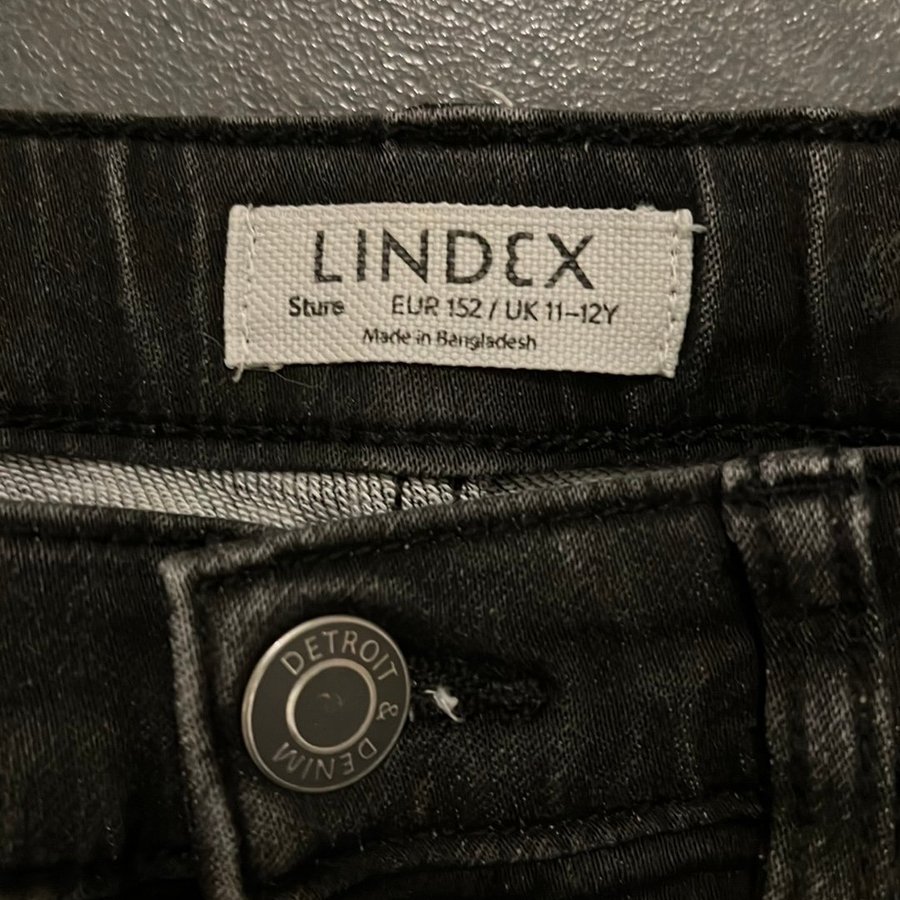 LINDEX
Sture EUR 152 / UK 11–12Y
Made in Bangladesh
DETROIT & DENIM